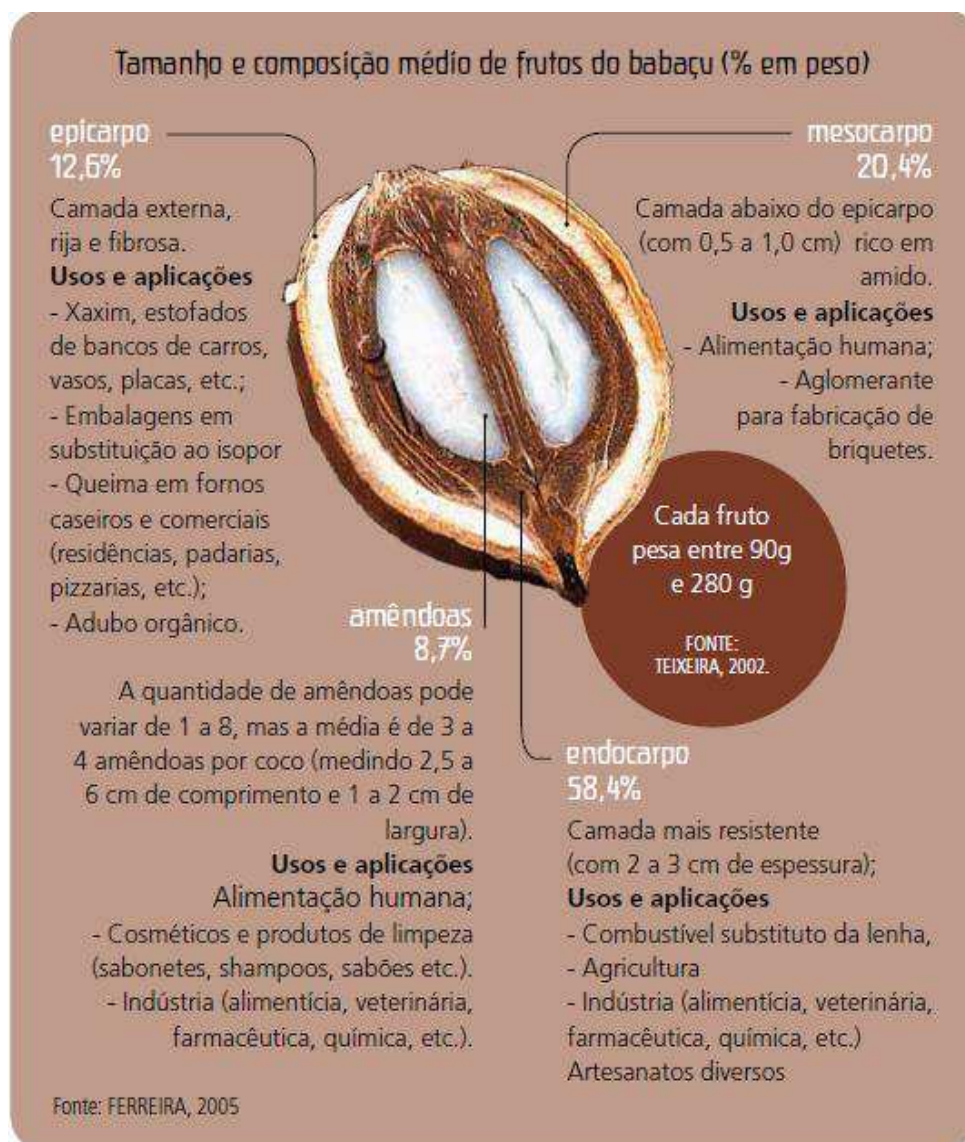 Tamanho e composição médio de frutos do babaçu (% em peso)
epicarpo
12,6%
Camada externa,
rija e fibrosa.
Usos e aplicações
- Xaxim, estofados
de bancos de carros,
vasos, placas, etc.;
- Embalagens em
substituição ao isopor
- Queima em fornos
caseiros e comerciais
(residências, padarias,
pizzarias, etc.);
- Adubo orgânico.
mesocarpo
20,4%
Camada abaixo do epicarpo
(com 0,5 a 1,0 cm) rico em
amido.
Usos e aplicações
- Alimentação humana;
- Aglomerante
para fabricação de
briquetes.
Cada fruto
pesa entre 90g
e 280 g
FONTE:
TEIXEIRA, 2002.
amêndoas
8,7%
A quantidade de amêndoas pode
variar de 1 a 8, mas a média é de 3 a
4 amêndoas por coco (medindo 2,5 a
6 cm de comprimento e 1 a 2 cm de
largura).
Usos e aplicações
Alimentação humana;
- Cosméticos e produtos de limpeza
(sabonetes, shampoos, sabões etc.).
- Indústria (alimentícia, veterinária,
farmacêutica, química, etc.).
endocarpo
58,4%
Camada mais resistente
(com 2 a 3 cm de espessura);
Usos e aplicações
- Combustível substituto da lenha,
- Agricultura
- Indústria (alimentícia, veterinária,
farmacêutica, química, etc.)
Artesanatos diversos
Fonte: FERREIRA, 2005